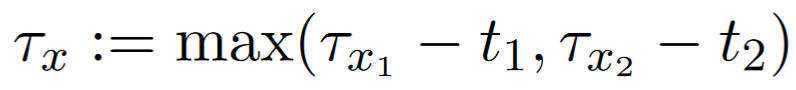 τ_x := max(τ_{x_1} − t_1, τ_{x_2} − t_2)